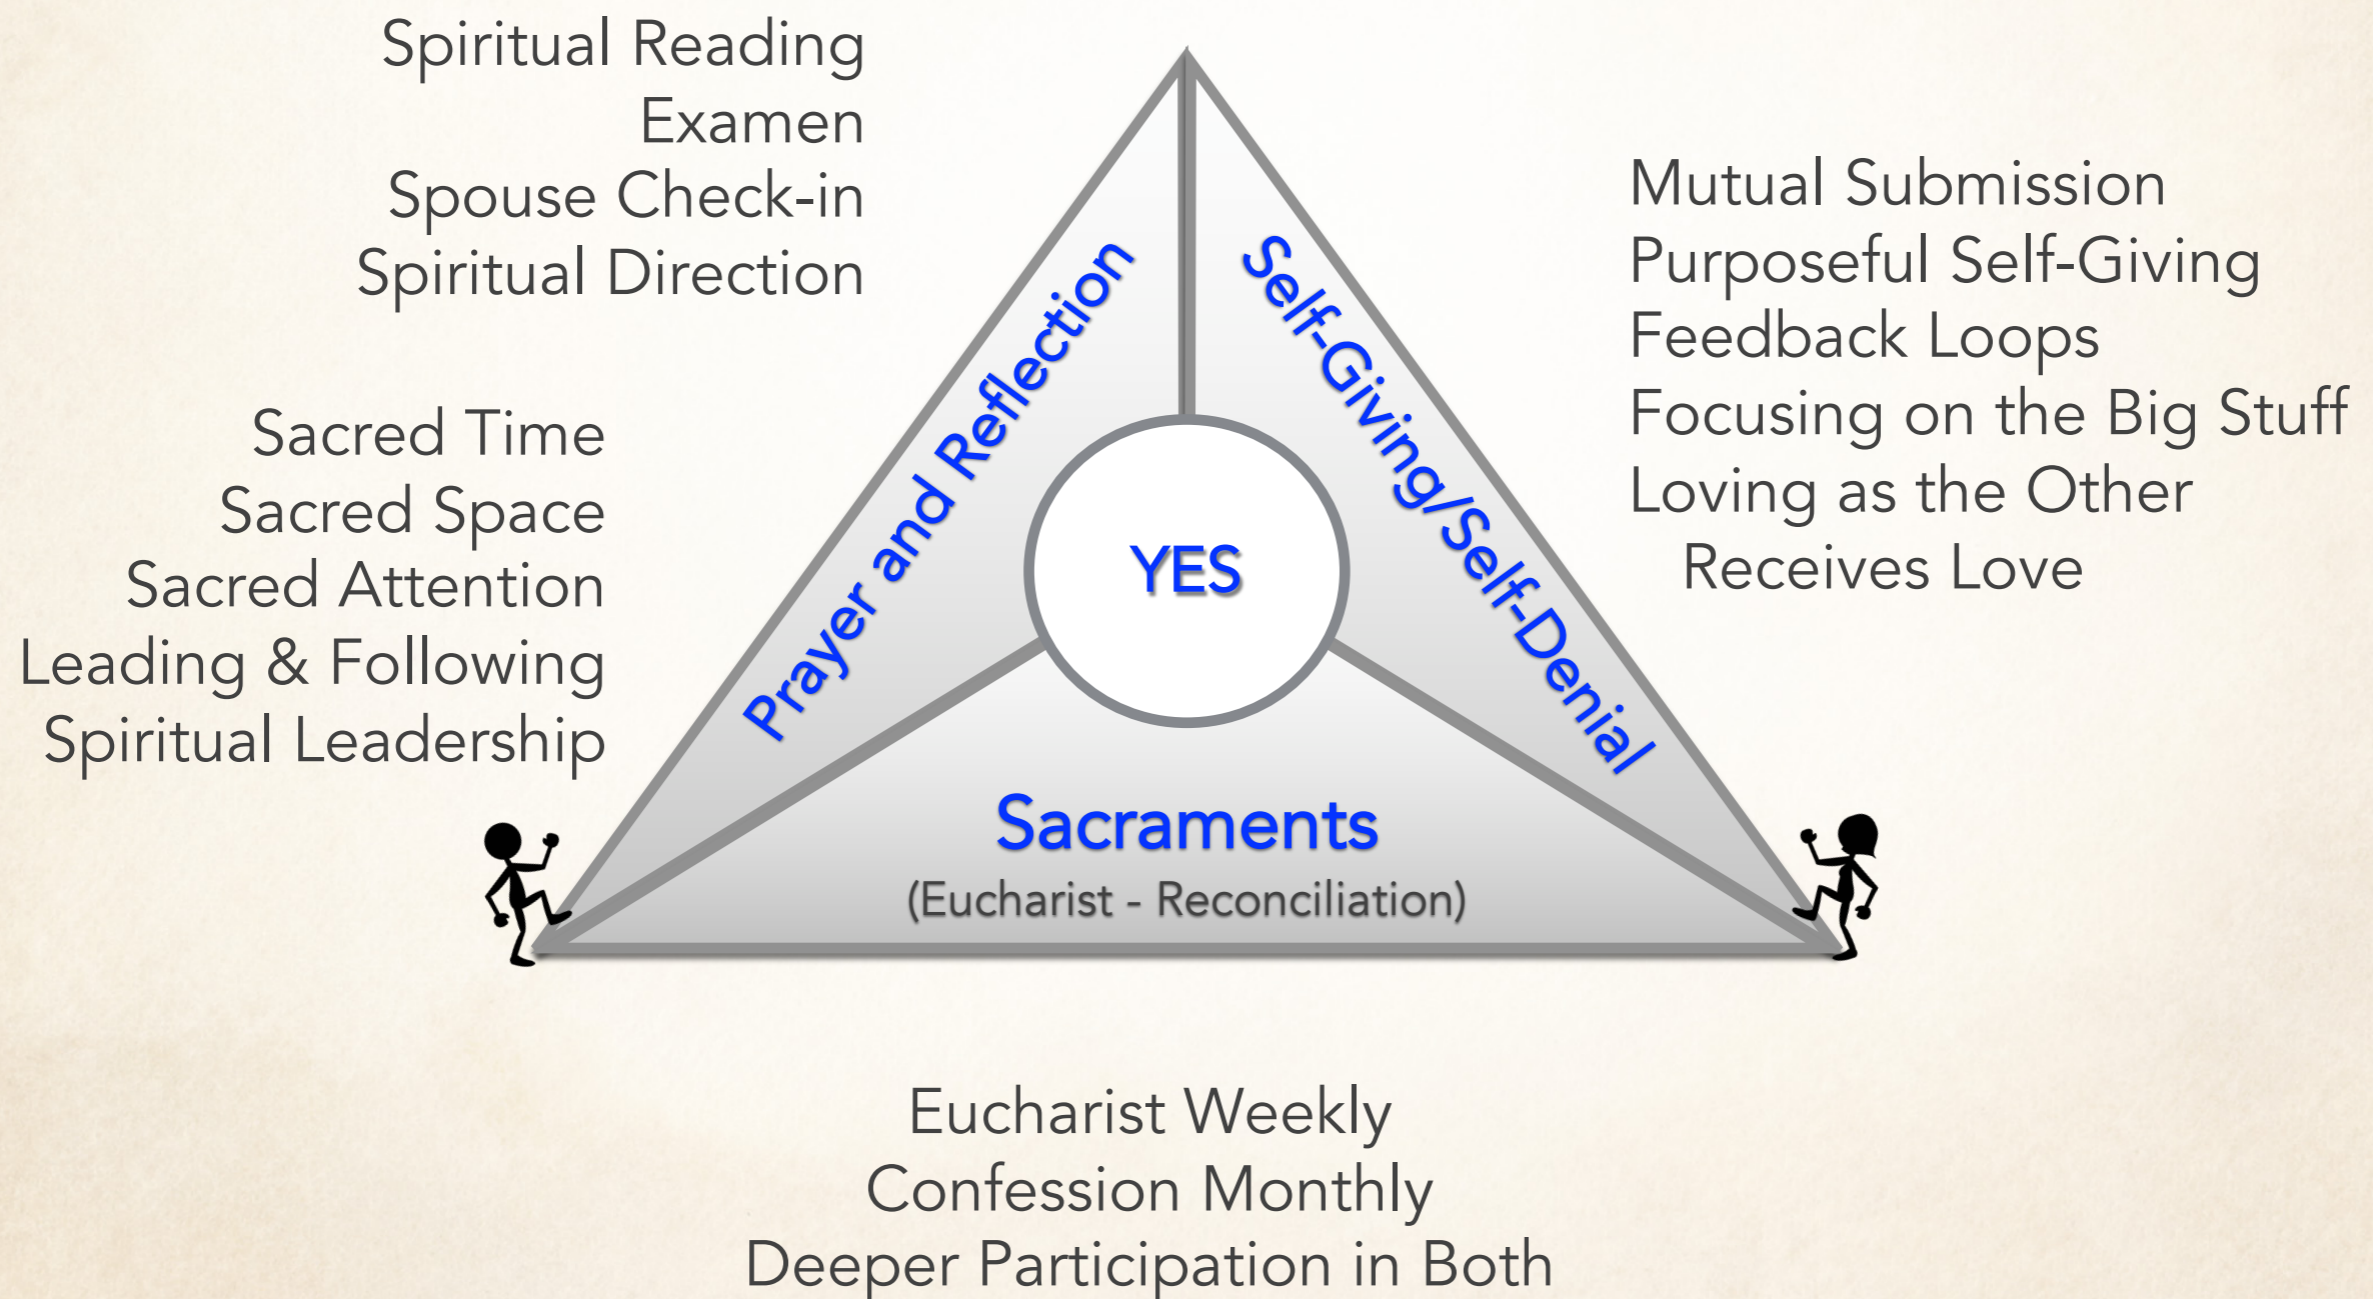 Spiritual Reading
Examen
Spouse Check-in
Spiritual Direction
Sacred Time
Sacred Space
Sacred Attention
Leading & Following
Spiritual Leadership
Prayer and Reflection
YES
Self-Giving/Self-Denial
Mutual Submission
Purposeful Self-Giving
Feedback Loops
Focusing on the Big Stuff
Loving as the Other
Receives Love
Sacraments
(Eucharist - Reconciliation)
Eucharist Weekly
Confession Monthly
Deeper Participation in Both